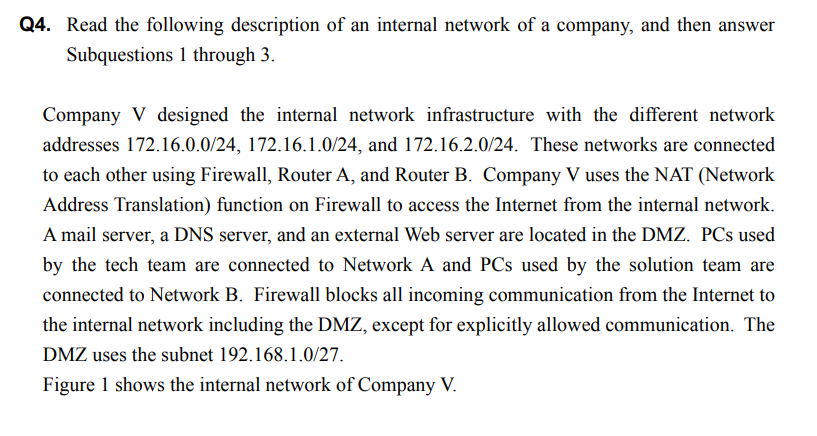 Q4. Read the following description of an internal network of a company, and then answer
Subquestions 1 through 3.
Company V designed the internal network infrastructure with the different network
addresses 172.16.0.0/24, 172.16.1.0/24, and 172.16.2.0/24. These networks are connected
to each other using Firewall, Router A, and Router B. Company V uses the NAT (Network
Address Translation) function on Firewall to access the Internet from the internal network.
A mail server, a DNS server, and an external Web server are located in the DMZ. PCs used
by the tech team are connected to Network A and PCs used by the solution team are
connected to Network B. Firewall blocks all incoming communication from the Internet to
the internal network including the DMZ, except for explicitly allowed communication. The
DMZ uses the subnet 192.168.1.0/27.
Figure 1 shows the internal network of Company V.